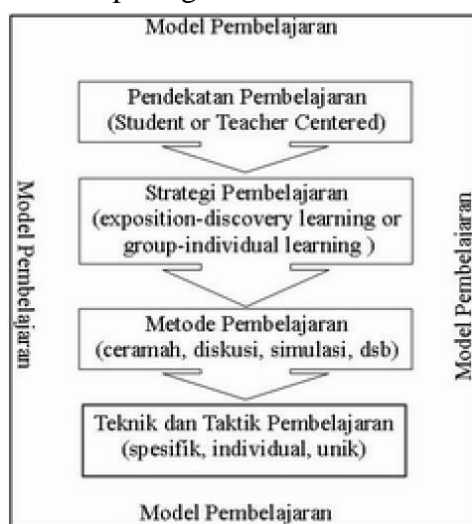 Model Pembelajaran
Pendekatan Pembelajaran
(Student or Teacher Centered)
Strategi Pembelajaran
(exposition-discovery learning or
group-individual learning )
Metode Pembelajaran
(ceramah, diskusi, simulasi, dsb)
Teknik dan Taktik Pembelajaran
(spesifik, individual, unik)
Model Pembelajaran
Model Pembelajaran
Model Pembelajaran